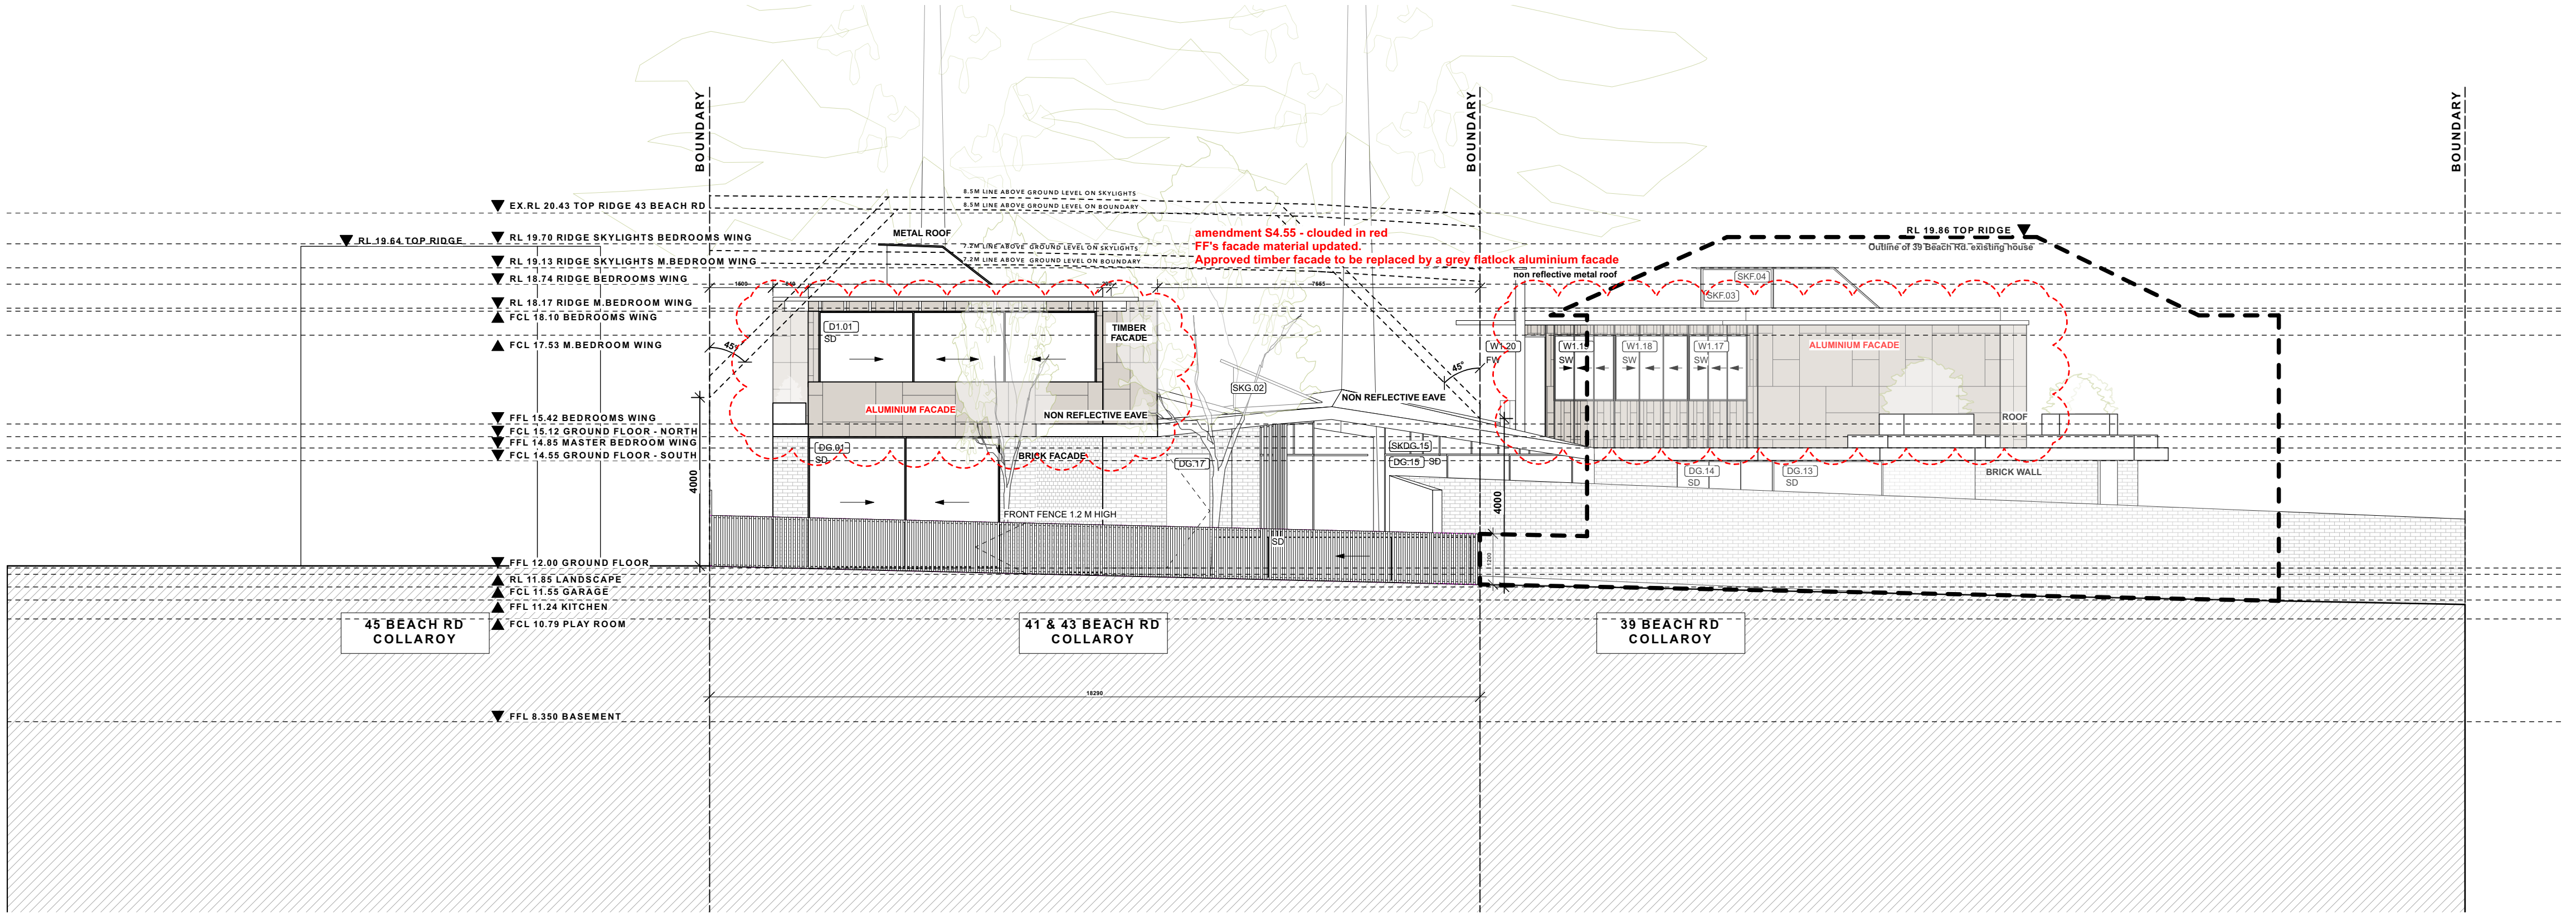 BOUNDARY
BOUNDARY
BOUNDARY
8.5M LINE ABOVE GROUND LEVEL ON SKYLIGHTS
8.5M LINE ABOVE GROUND LEVEL ON BOUNDARY
EX.RL 20.43 TOP RIDGE 43 BEACH RD
RL 19.64 TOP RIDGE
RL 19.70 RIDGE SKYLIGHTS BEDROOMS WING
RL 19.13 RIDGE SKYLIGHTS M.BEDROOM WING
RL 18.74 RIDGE BEDROOMS WING
RL 18.17 RIDGE M.BEDROOM WING
FCL 18.10 BEDROOMS WING
FCL 17.53 M.BEDROOM WING
FFL 15.42 BEDROOMS WING
FCL 15.12 GROUND FLOOR - NORTH
FFL 14.85 MASTER BEDROOM WING
FCL 14.55 GROUND FLOOR - SOUTH
FFL 12.00 GROUND FLOOR
RL 11.85 LANDSCAPE
FCL 11.55 GARAGE
FFL 11.24 KITCHEN
FCL 10.79 PLAY ROOM
FFL 8.350 BASEMENT
METAL ROOF
7.2M LINE ABOVE GROUND LEVEL ON SKYLIGHTS
7.2M LINE ABOVE GROUND LEVEL ON BOUNDARY
amendment S4.55 - clouded in red
FF's facade material updated.
Approved timber facade to be replaced by a grey flatlock aluminium facade
non reflective metal roof
RL 19.86 TOP RIDGE
Outline of 39 Beach Rd. existing house
1500
7665
45°
D1.01
SD
TIMBER
FACADE
ALUMINIUM FACADE
NON REFLECTIVE EAVE
SKG.02
NON REFLECTIVE EAVE
45°
DG.01
SD
BRICK FACADE
DG.17
SKDG.15
DG.15
SD
4000
4000
FRONT FENCE 1.2 M HIGH
SD
1200
SKF.04
SKF.03
W1.20
FW
W1.19
SW
W1.18
SW
W1.17
SW
ALUMINIUM FACADE
ROOF
DG.14
SD
DG.13
SD
BRICK WALL
45 BEACH RD
COLLAROY
41 & 43 BEACH RD
COLLAROY
39 BEACH RD
COLLAROY
18290